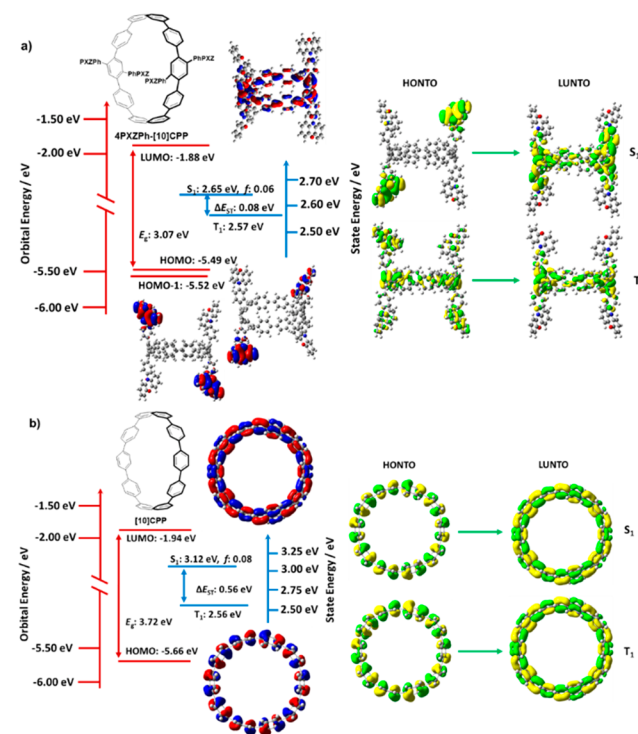 a)
PhPXZ
PXZPh
PhPXZ
PXZPh
4PXZPh-[10]CPP
Orbital Energy / eV
-1.50 eV
-2.00 eV
-5.50 eV
-6.00 eV
LUMO: -1.88 eV
S₁: 2.65 eV, f: 0.06
ΔEST: 0.08 eV
T₁: 2.57 eV
Eg: 3.07 eV
HOMO: -5.49 eV
HOMO-1: -5.52 eV
2.70 eV
2.60 eV
2.50 eV
State Energy / eV
HONTO
LUNTO
S₁
T₁
b)
[10]CPP
Orbital Energy / eV
-1.50 eV
-2.00 eV
-5.50 eV
-6.00 eV
LUMO: -1.94 eV
S₁: 3.12 eV, f: 0.08
ΔEST: 0.56 eV
T₁: 2.56 eV
Eg: 3.72 eV
HOMO: -5.66 eV
3.25 eV
3.00 eV
2.75 eV
2.50 eV
State Energy / eV
HONTO
LUNTO
S₁
T₁